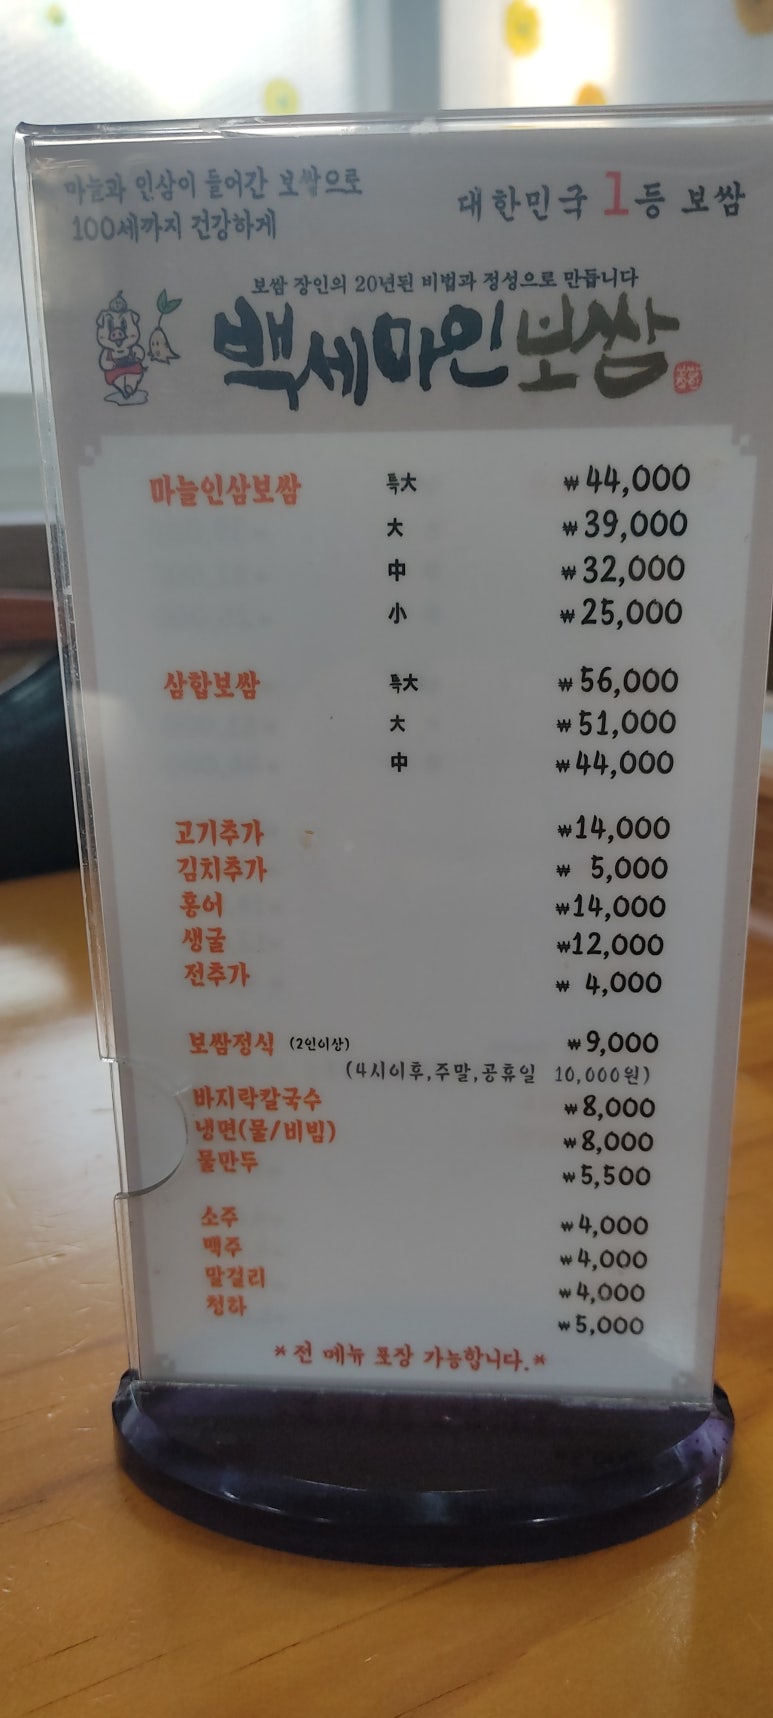 마늘과 인삼이 들어간 보쌈으로
100세까지 건강하게
대한민국 1등 보쌈
보쌈 장인의 20년된 비법과 정성으로 만듭니다
백세마인보쌈
마늘인삼보쌈 특大 ₩44,000
大 ₩39,000
中 ₩32,000
小 ₩25,000
삼합보쌈 특大 ₩56,000
大 ₩51,000
中 ₩44,000
고기추가 ₩14,000
김치추가 ₩ 5,000
홍어 ₩14,000
생굴 ₩12,000
전추가 ₩ 4,000
보쌈정식 (2인이상) ₩9,000
(4시이후,주말,공휴일 10,000원)
바지락칼국수 ₩8,000
냉면(물/비빔) ₩8,000
물만두 ₩5,500
소주 ₩4,000
맥주 ₩4,000
말걸리 ₩4,000
청하 ₩5,000
*전 메뉴 포장 가능합니다.*